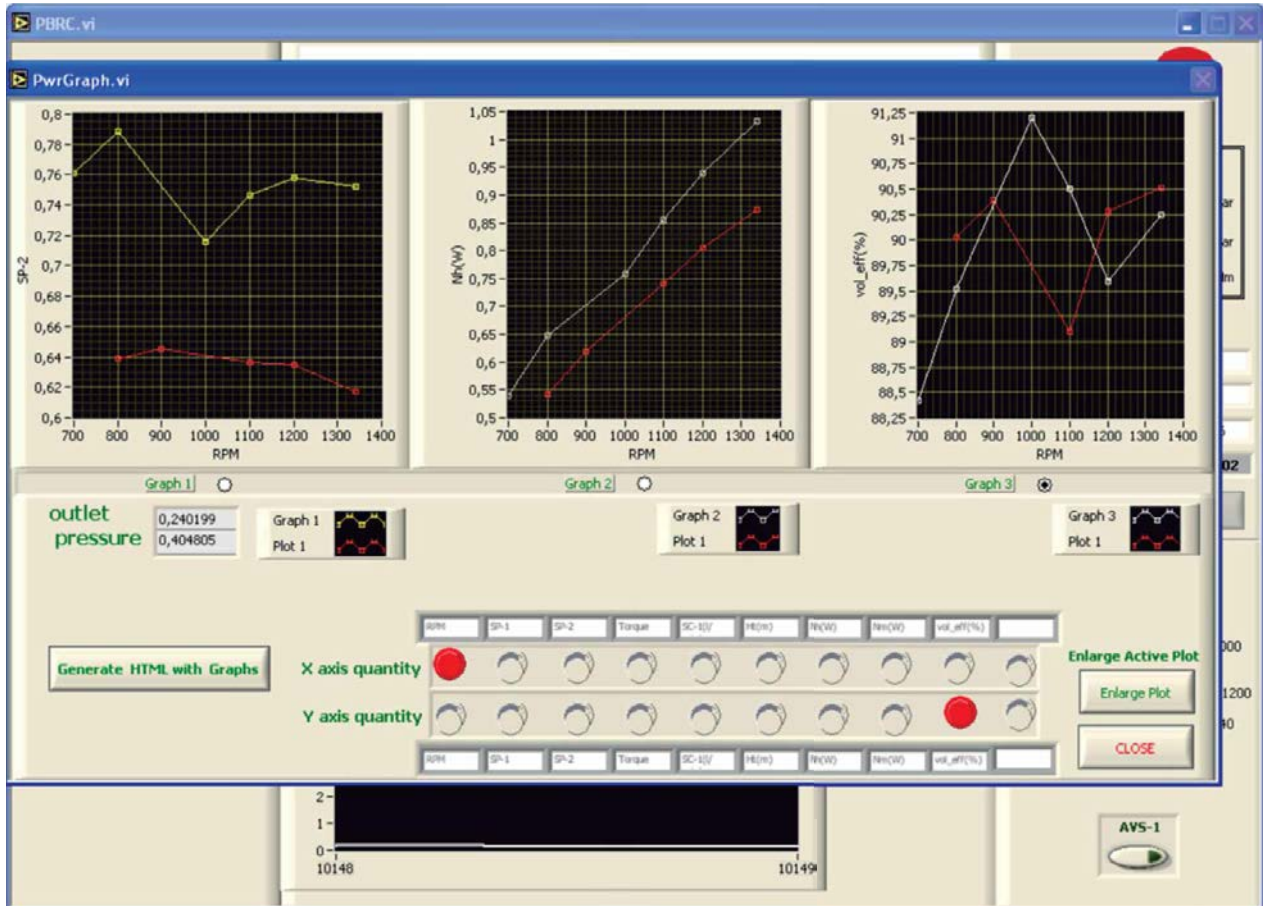 PBRC.vi
PwrGraph.vi
0,8
0,78
0,76
0,74
0,72
0,7
0,68
0,66
0,64
0,62
0,6
SP-2
700 800 900 1000 1100 1200 1300 1400
RPM
1,05
1
0,95
0,9
0,85
0,8
0,75
0,7
0,65
0,6
0,55
0,5
Nh(W)
700 800 900 1000 1100 1200 1300 1400
RPM
91,25
91
90,75
90,5
90,25
90
89,75
89,5
89,25
89
88,75
88,5
88,25
vol_eff(%)
700 800 900 1000 1100 1200 1300 1400
RPM
ar
ar
lm
02
Graph 1 Graph 2 Graph 3
outlet
pressure
0,240199
0,404805
Graph 1
Plot 1
Graph 2
Plot 1
Graph 3
Plot 1
RPM SP-1 SP-2 Torque Ht(m) Nh(W) Nm(W) vol_eff(%)
Generate HTML with Graphs
X axis quantity
Y axis quantity
RPM SP-1 SP-2 Torque Ht(m) Nh(W) Nm(W) vol_eff(%)
Enlarge Active Plot
Enlarge Plot
CLOSE
000
1200
40
2
1
0
10148 10149
AVS-1